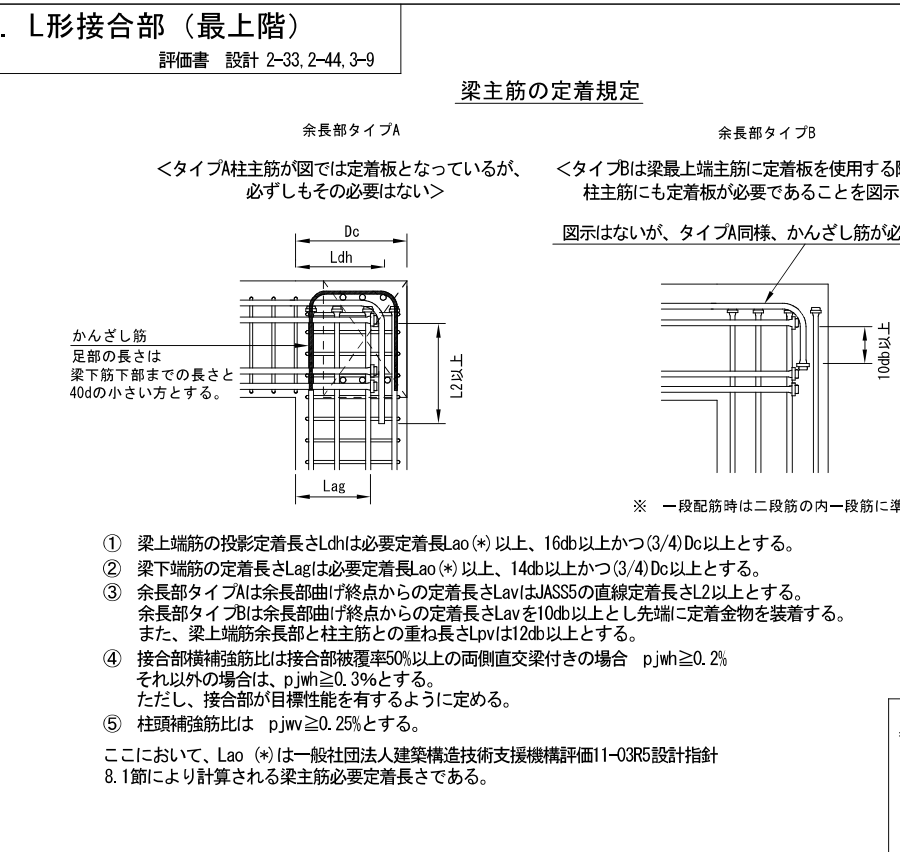 . L形接合部（最上階）
評価書　設計 2-33, 2-44, 3-9
梁主筋の定着規定
余長部タイプA
＜タイプA柱主筋が図では定着板となっているが、
必ずしもその必要はない＞
Dc
Ldh
かんざし筋
足部の長さは
梁下筋下部までの長さと
40dの小さい方とする。
L2以上
Lag
余長部タイプB
＜タイプBは梁最上端主筋に定着板を使用する
柱主筋にも定着板が必要であることを図示
図示はないが、タイプA同様、かんざし筋が
10db以上
※　一段配筋時は二段筋の内一段筋に
① 梁上端筋の投影定着長さLdhは必要定着長Lao(*)以上、16db以上かつ(3/4)Dc以上とする。
② 梁下端筋の定着長さLagは必要定着長Lao(*)以上、14db以上かつ(3/4)Dc以上とする。
③ 余長部タイプAは余長部曲げ終点からの定着長さLavはJASS5の直線定着長さL2以上とする。
余長部タイプBは余長部曲げ終点からの定着長さLavを10db以上とし先端に定着金物を装着する。
また、梁上端筋余長部と柱主筋との重ね長さLpvは12db以上とする。
④ 接合部横補強筋比は接合部被覆率50%以上の両側直交梁付きの場合　pjwh≧0.2%
それ以外の場合は、pjwh≧0.3%とする。
ただし、接合部が目標性能を有するように定める。
⑤ 柱頭補強筋比は　pjwv≧0.25%とする。
ここにおいて、Lao (*)は一般社団法人建築構造技術支援機構評価11-03R5設計指針
8.1節により計算される梁主筋必要定着長さである。